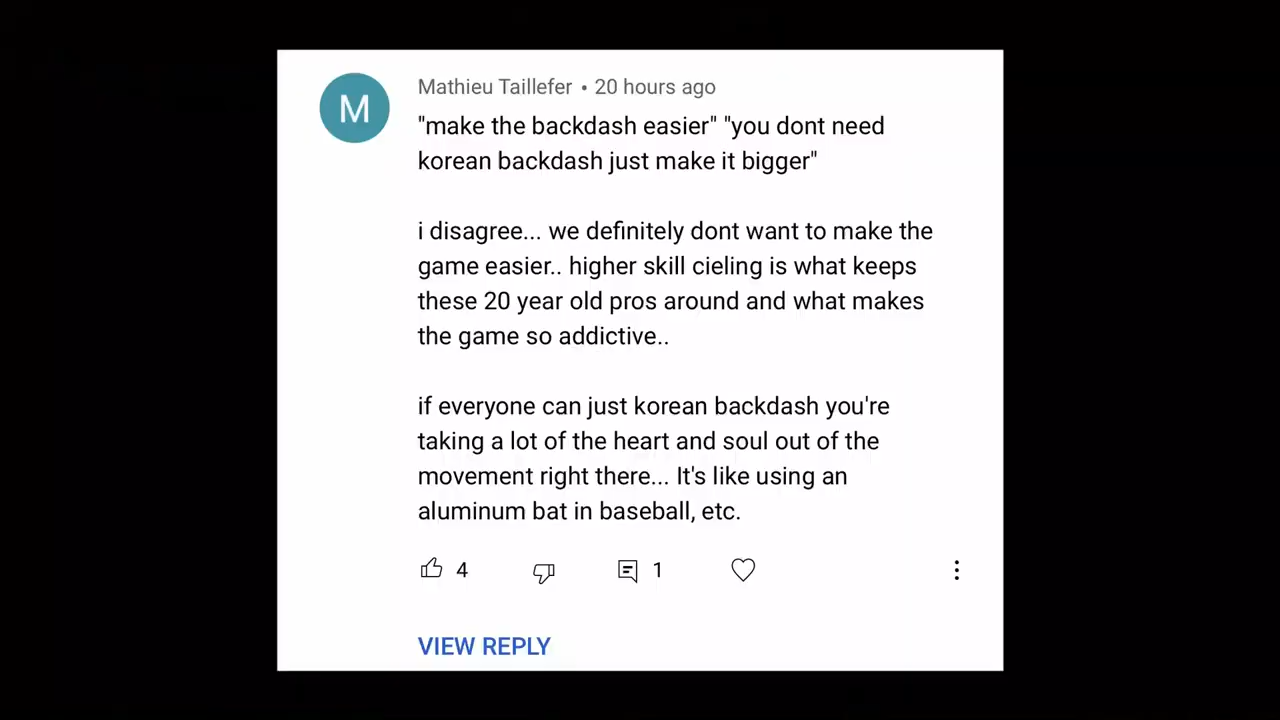 M
Mathieu Taillefer • 20 hours ago
"make the backdash easier" "you dont need
korean backdash just make it bigger"
i disagree... we definitely dont want to make the
game easier.. higher skill cieling is what keeps
these 20 year old pros around and what makes
the game so addictive..
if everyone can just korean backdash you're
taking a lot of the heart and soul out of the
movement right there... It's like using an
aluminum bat in baseball, etc.
4 1
VIEW REPLY